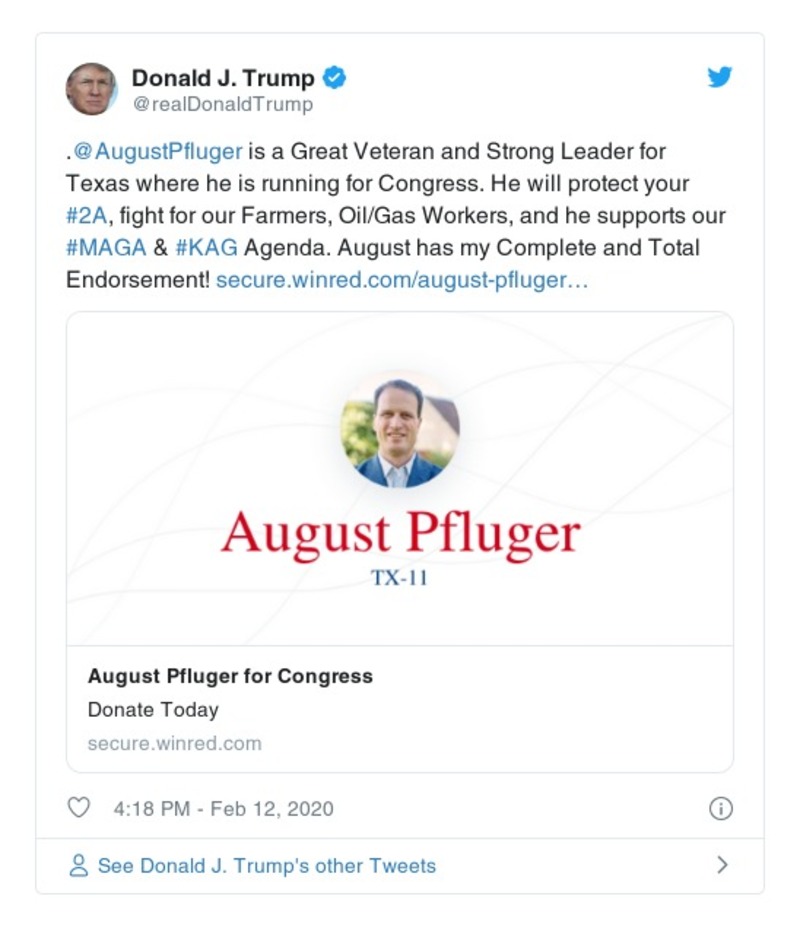 Donald J. Trump
@realDonaldTrump
.@AugustPfluger is a Great Veteran and Strong Leader for
Texas where he is running for Congress. He will protect your
#2A, fight for our Farmers, Oil/Gas Workers, and he supports our
#MAGA & #KAG Agenda. August has my Complete and Total
Endorsement! secure.winred.com/august-pfluger…
August Pfluger
TX-11
August Pfluger for Congress
Donate Today
secure.winred.com
4:18 PM - Feb 12, 2020
See Donald J. Trump's other Tweets